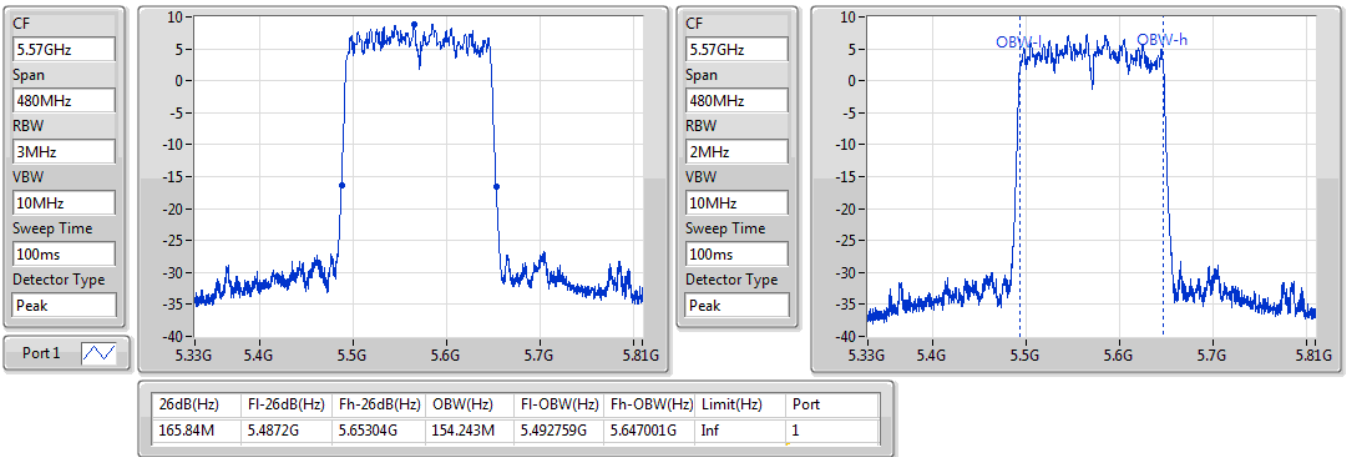 CF
5.57GHz
Span
480MHz
RBW
3MHz
VBW
10MHz
Sweep Time
100ms
Detector Type
Peak
Port 1
10
5
0
-5
-10
-15
-20
-25
-30
-35
-40
5.33G 5.4G 5.5G 5.6G 5.7G 5.81G
CF
5.57GHz
Span
480MHz
RBW
2MHz
VBW
10MHz
Sweep Time
100ms
Detector Type
Peak
10
5
0
-5
-10
-15
-20
-25
-30
-35
-40
OBW-l OBW-h
5.33G 5.4G 5.5G 5.6G 5.7G 5.81G
26dB(Hz) Fl-26dB(Hz) Fh-26dB(Hz) OBW(Hz) Fl-OBW(Hz) Fh-OBW(Hz) Limit(Hz) Port
165.84M 5.4872G 5.65304G 154.243M 5.492759G 5.647001G Inf 1